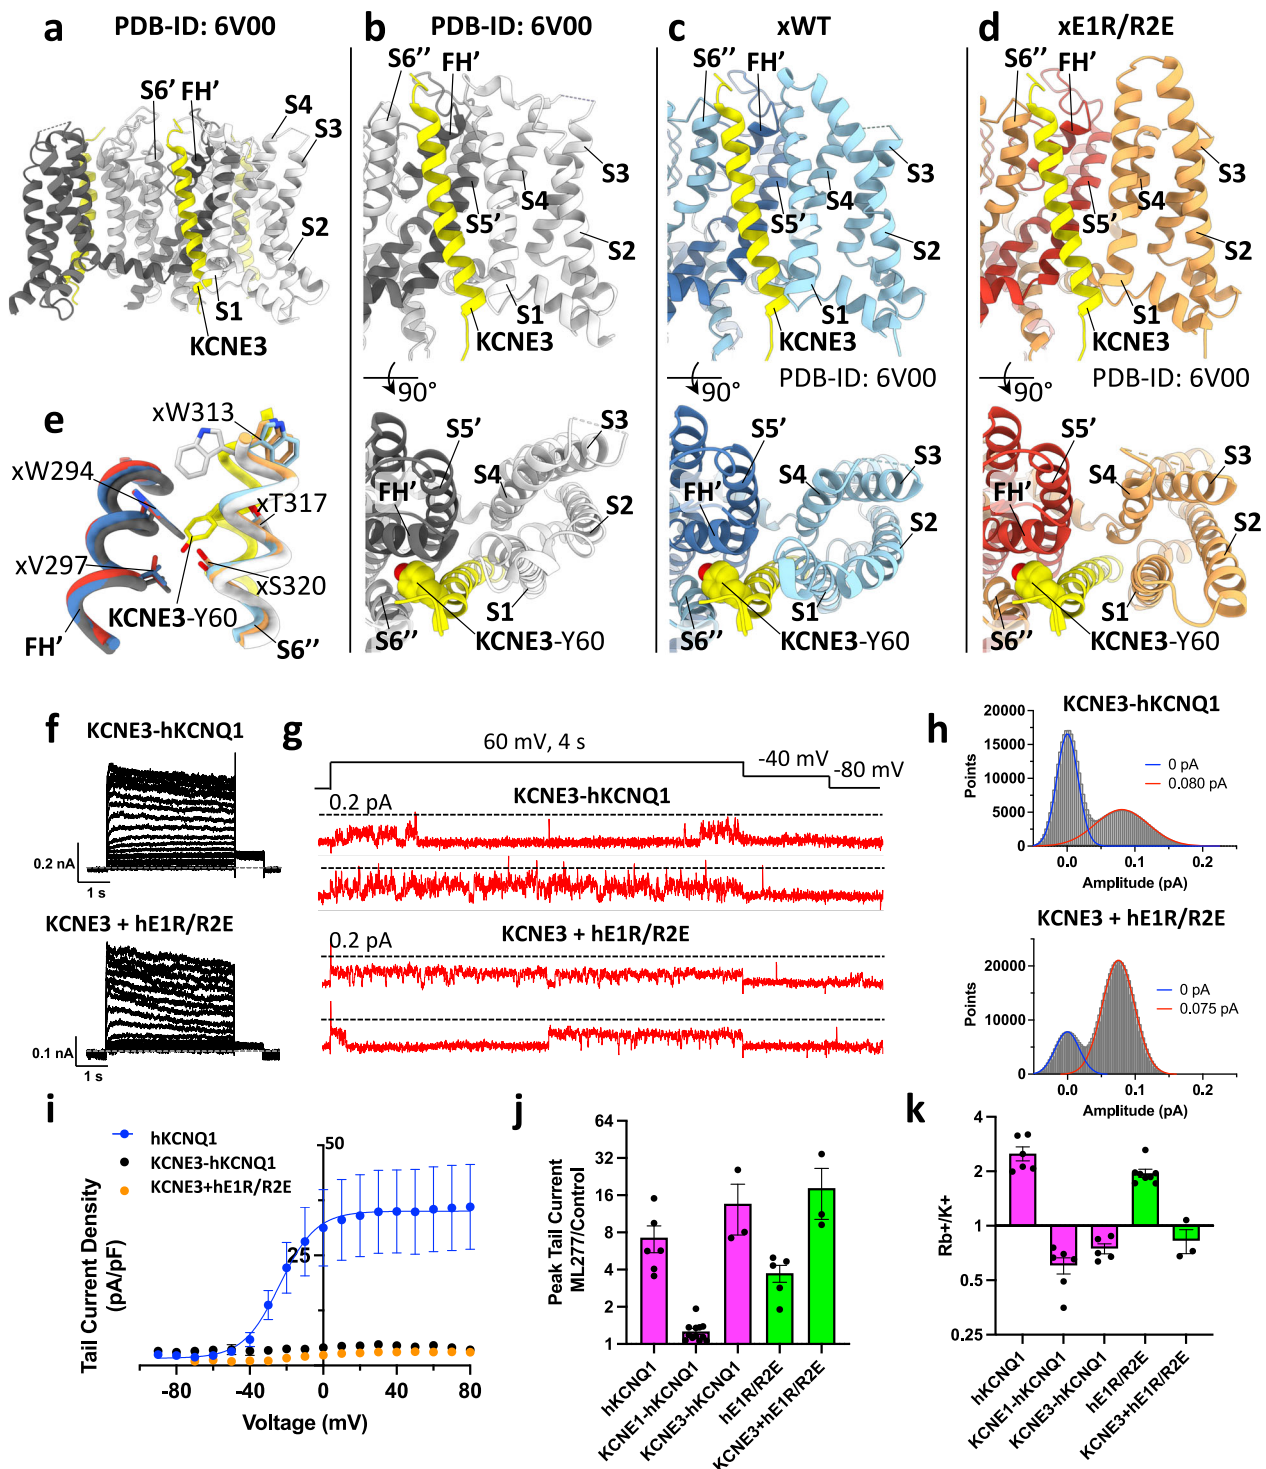 a PDB-ID: 6V00
S6' FH' S4 S3 S2 S1 KCNE3
b PDB-ID: 6V00
S6'' FH' S3 S4 S5' S2 S1 KCNE3
90°
S5' S3 S4 FH' S2 S1 S6'' KCNE3-Y60
c xWT
S6'' FH' S3 S4 S5' S2 S1 KCNE3
90° PDB-ID: 6V00
S5' S3 S4 FH' S2 S1 S6'' KCNE3-Y60
d xE1R/R2E
S6'' FH' S3 S4 S5' S2 S1 KCNE3
90° PDB-ID: 6V00
S5' S3 S4 FH' S2 S1 S6'' KCNE3-Y60
e xW313
xW294
xT317
xV297
xS320
KCNE3-Y60
FH' S6''
f
KCNE3-hKCNQ1
0.2 nA
1 s
KCNE3 + hE1R/R2E
0.1 nA
1 s
g
60 mV, 4 s
-40 mV
-80 mV
0.2 pA KCNE3-hKCNQ1
KCNE3 + hE1R/R2E
0.2 pA
h
KCNE3-hKCNQ1
20000
15000
10000
5000
0
Points
0 pA
0.080 pA
0.0 0.1 0.2
Amplitude (pA)
KCNE3 + hE1R/R2E
20000
10000
0
Points
0 pA
0.075 pA
0.0 0.1 0.2
Amplitude (pA)
i
hKCNQ1
KCNE3-hKCNQ1
KCNE3+hE1R/R2E
50
25
Tail Current Density
(pA/pF)
-80 -40 0 40 80
Voltage (mV)
j
64
32
16
8
4
2
1
Peak Tail Current
ML277/Control
hKCNQ1
KCNE1-hKCNQ1
KCNE3-hKCNQ1
hE1R/R2E
KCNE3+hE1R/R2E
k
4
2
1
0.5
0.25
Rb+/K+
hKCNQ1
KCNE1-hKCNQ1
KCNE3-hKCNQ1
hE1R/R2E
KCNE3+hE1R/R2E